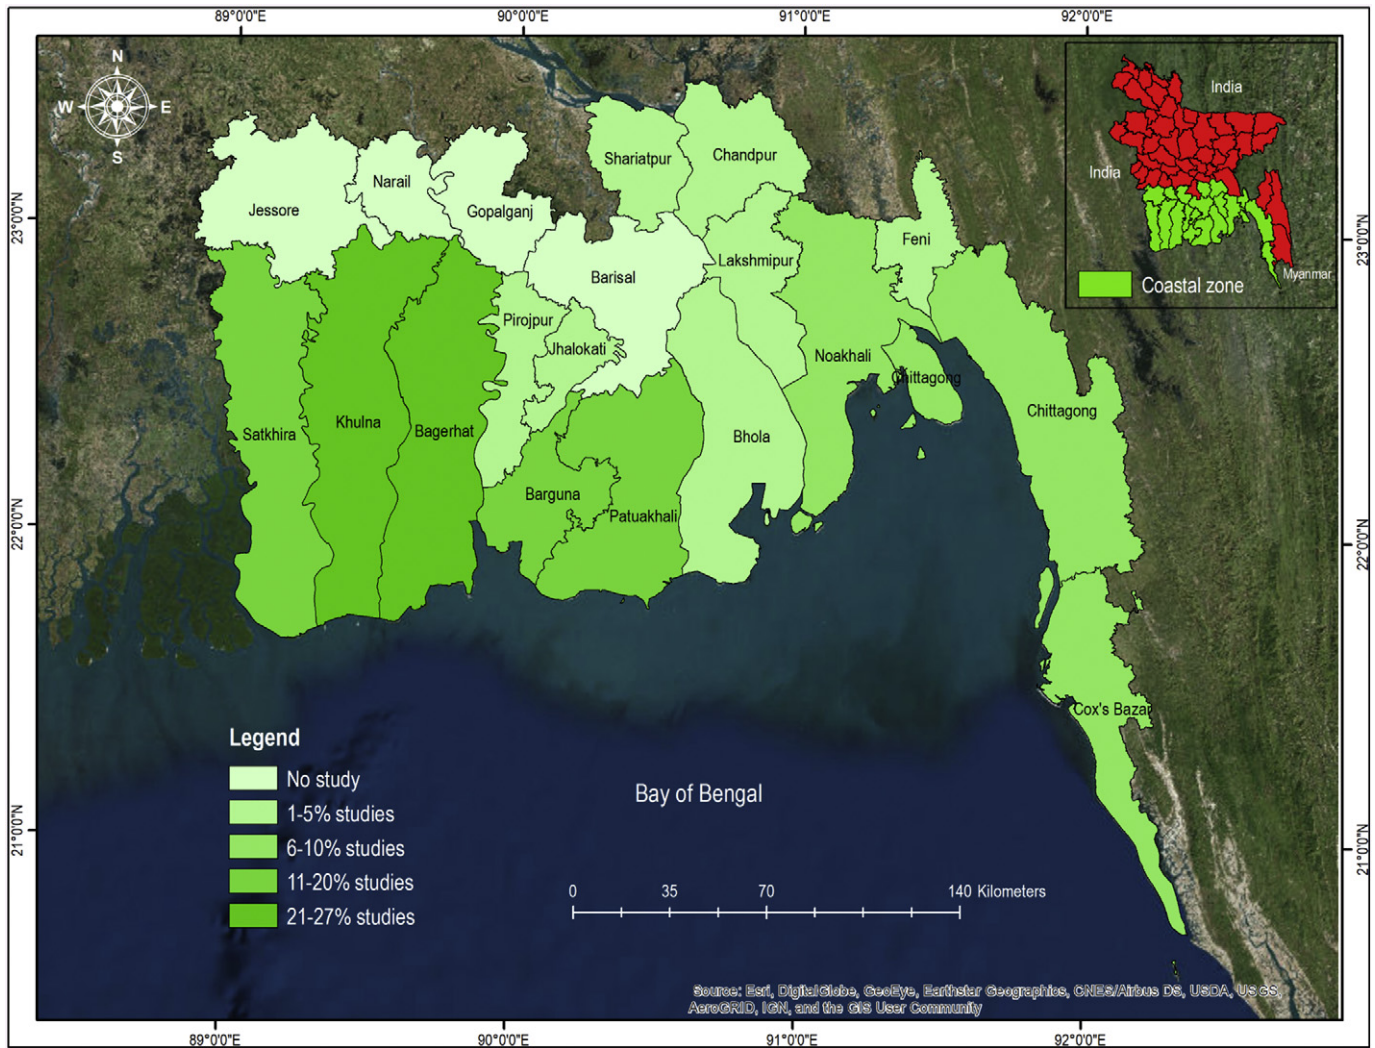 89°0'0"E 90°0'0"E 91°0'0"E 92°0'0"E
N
W E
S
India
India
Myanmar
Coastal zone
23°0'0"N
23°0'0"N
22°0'0"N
22°0'0"N
21°0'0"N
21°0'0"N
Shariatpur
Chandpur
Narail
Jessore
Gopalganj
Feni
Lakshmipur
Barisal
Pirojpur
Jhalokati
Noakhali
Chittagong
Chittagong
Khulna
Bagerhat
Satkhira
Bhola
Barguna
Patuakhali
Cox's Bazar
Legend
No study
1-5% studies
6-10% studies
11-20% studies
21-27% studies
Bay of Bengal
0 35 70 140 Kilometers
Source: Esri, DigitalGlobe, GeoEye, Earthstar Geographics, CNES/Airbus DS, USDA, USGS,
AeroGRID, IGN, and the GIS User Community
89°0'0"E 90°0'0"E 91°0'0"E 92°0'0"E